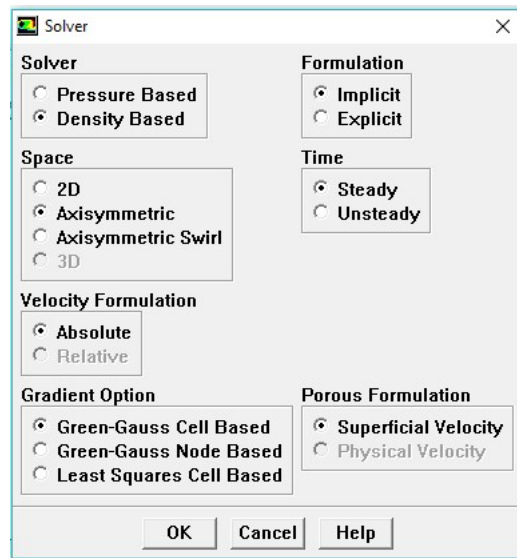 Solver
Solver
Pressure Based
Density Based
Formulation
Implicit
Explicit
Space
2D
Axisymmetric
Axisymmetric Swirl
3D
Time
Steady
Unsteady
Velocity Formulation
Absolute
Relative
Gradient Option
Green-Gauss Cell Based
Green-Gauss Node Based
Least Squares Cell Based
Porous Formulation
Superficial Velocity
Physical Velocity
OK
Cancel
Help